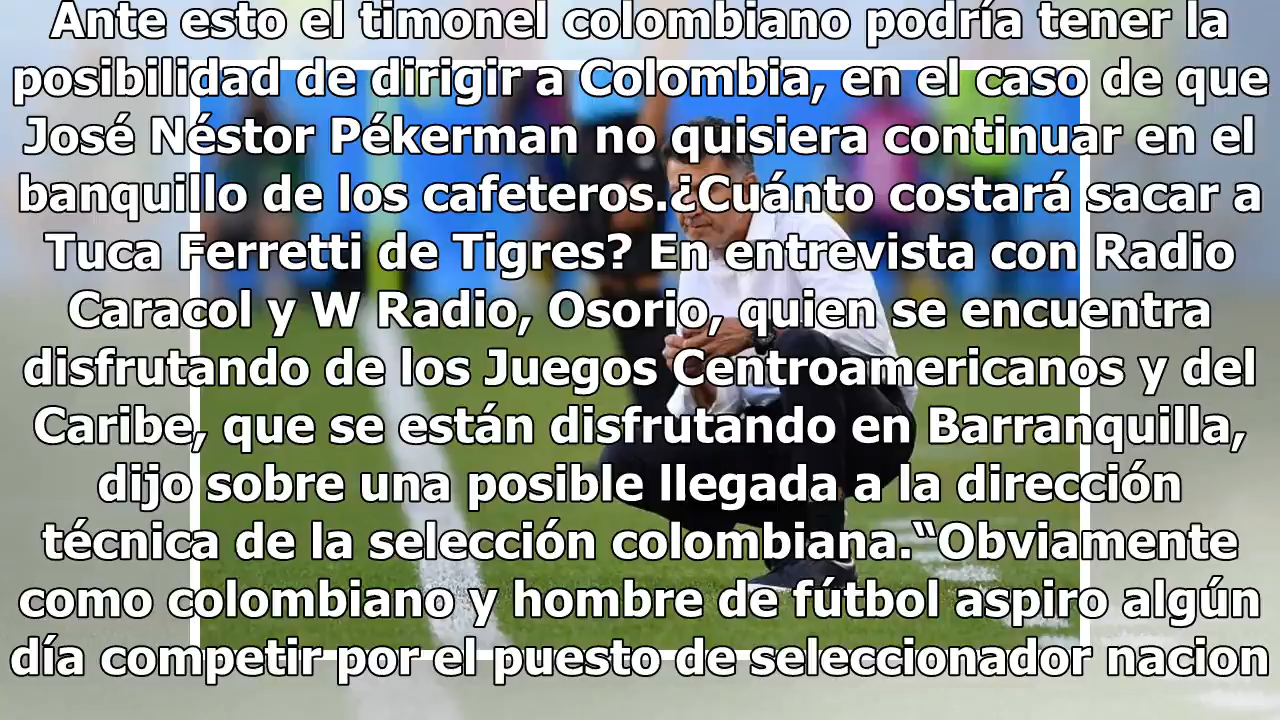 Ante esto el timonel colombiano podría tener la
posibilidad de dirigir a Colombia, en el caso de que
José Néstor Pékerman no quisiera continuar en el
banquillo de los cafeteros.¿Cuánto costará sacar a
Tuca Ferretti de Tigres? En entrevista con Radio
Caracol y W Radio, Osorio, quien se encuentra
disfrutando de los Juegos Centroamericanos y del
Caribe, que se están disfrutando en Barranquilla,
dijo sobre una posible llegada a la dirección
técnica de la selección colombiana.“Obviamente
como colombiano y hombre de fútbol aspiro algún
día competir por el puesto de seleccionador nacion